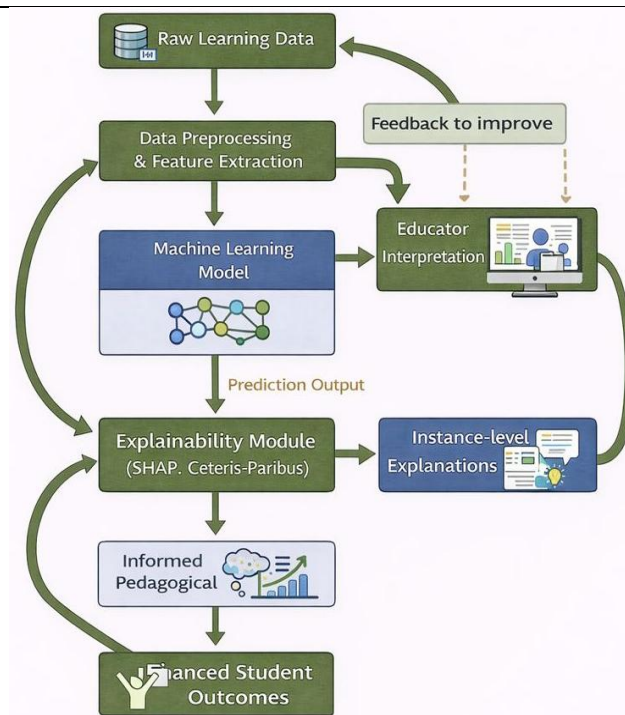 Raw Learning Data
Feedback to improve
Data Preprocessing
& Feature Extraction
Educator
Interpretation
Machine Learning
Model
Prediction Output
Explainability Module
(SHAP. Ceteris-Paribus)
Instance-level
Explanations
Informed
Pedagogical
Student
Outcomes